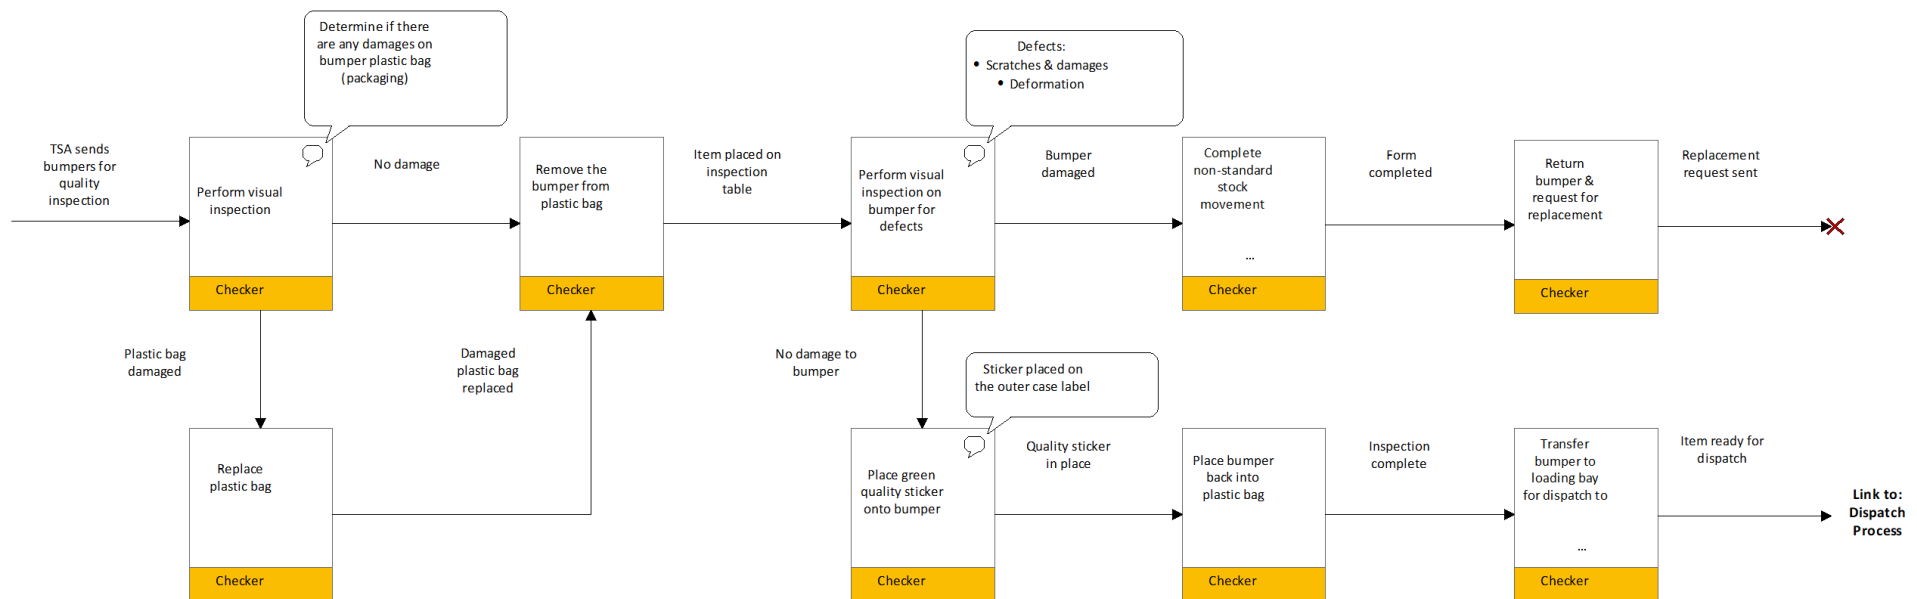 Determine if there
are any damages on
bumper plastic bag
(packaging)
Defects:
• Scratches & damages
• Deformation
TSA sends
bumpers for
quality
inspection
Perform visual
inspection
Checker
No damage
Remove the
bumper from
plastic bag
Checker
Item placed on
inspection
table
Perform visual
inspection on
bumper for
defects
Checker
Bumper
damaged
Complete
non-standard
stock
movement
...
Checker
Form
completed
Return
bumper &
request for
replacement
Checker
Replacement
request sent
Plastic bag
damaged
Damaged
plastic bag
replaced
No damage to
bumper
Sticker placed on
the outer case label
Replace
plastic bag
Checker
Place green
quality sticker
onto bumper
Checker
Quality sticker
in place
Place bumper
back into
plastic bag
Checker
Inspection
complete
Transfer
bumper to
loading bay
for dispatch to
...
Checker
Item ready for
dispatch
Link to:
Dispatch
Process